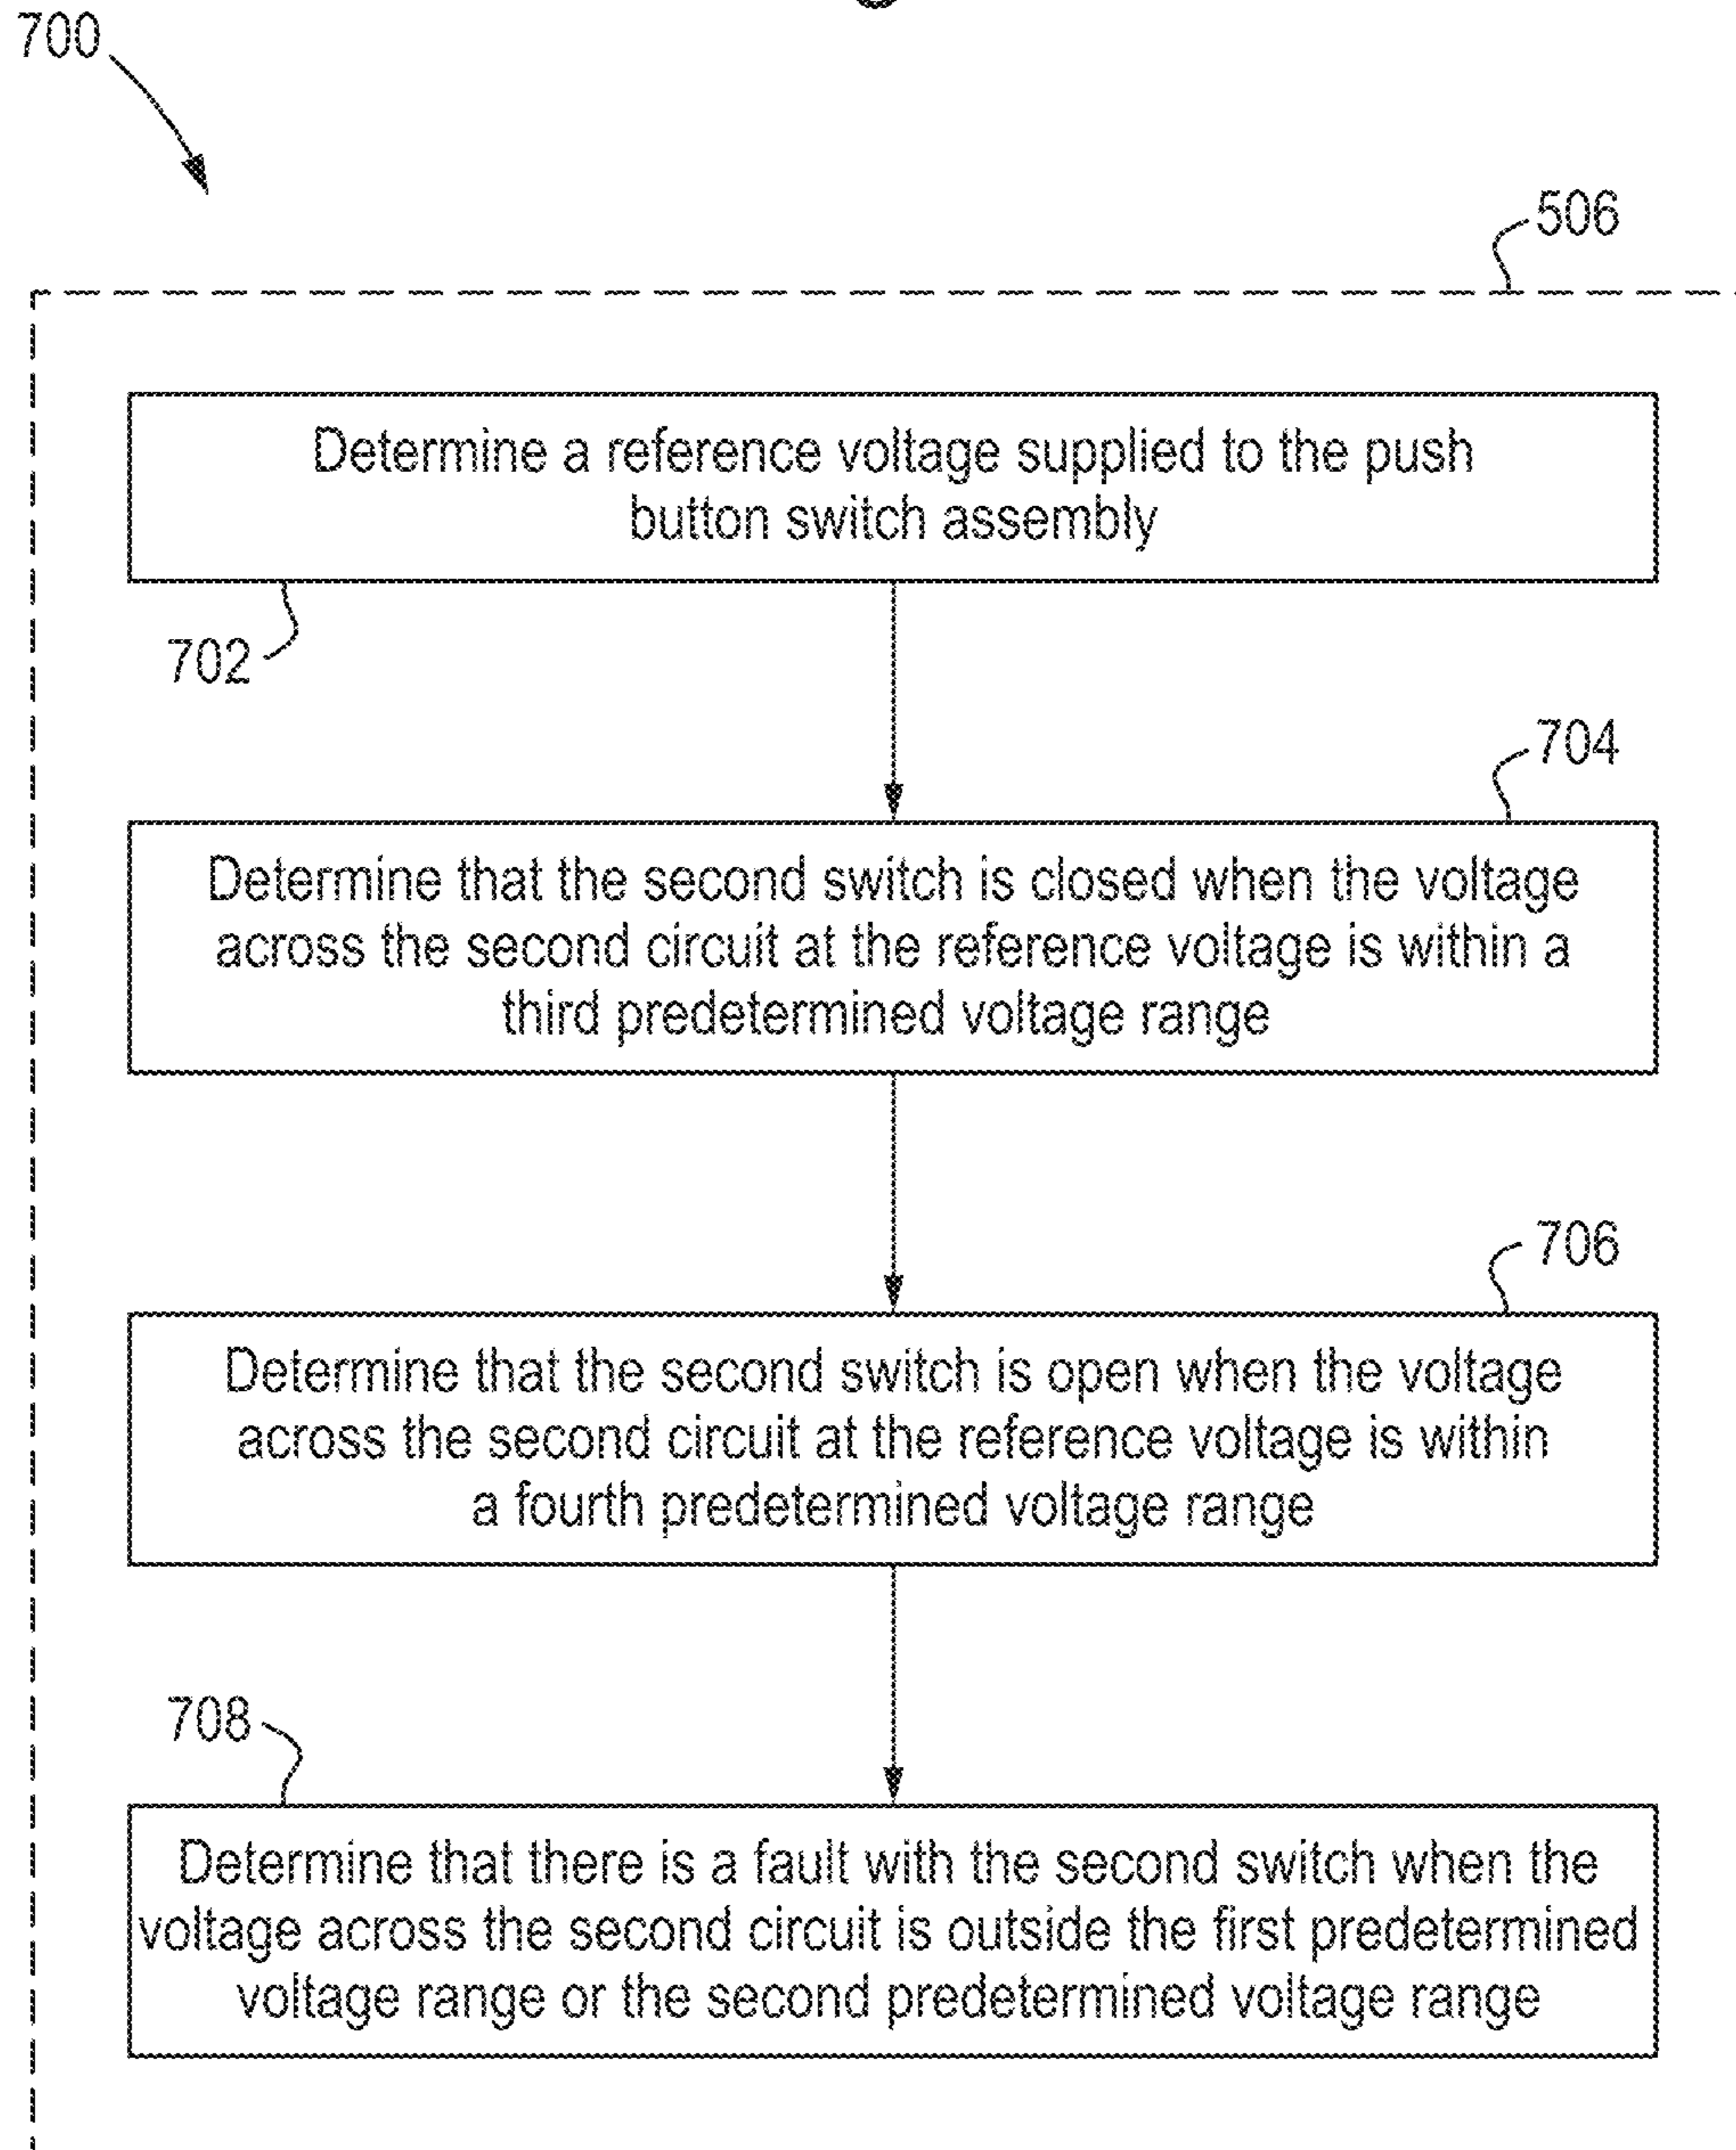 700
506
Determine a reference voltage supplied to the push
button switch assembly
702
704
Determine that the second switch is closed when the voltage
across the second circuit at the reference voltage is within a
third predetermined voltage range
706
Determine that the second switch is open when the voltage
across the second circuit at the reference voltage is within
a fourth predetermined voltage range
708
Determine that there is a fault with the second switch when the
voltage across the second circuit is outside the first predetermined
voltage range or the second predetermined voltage range